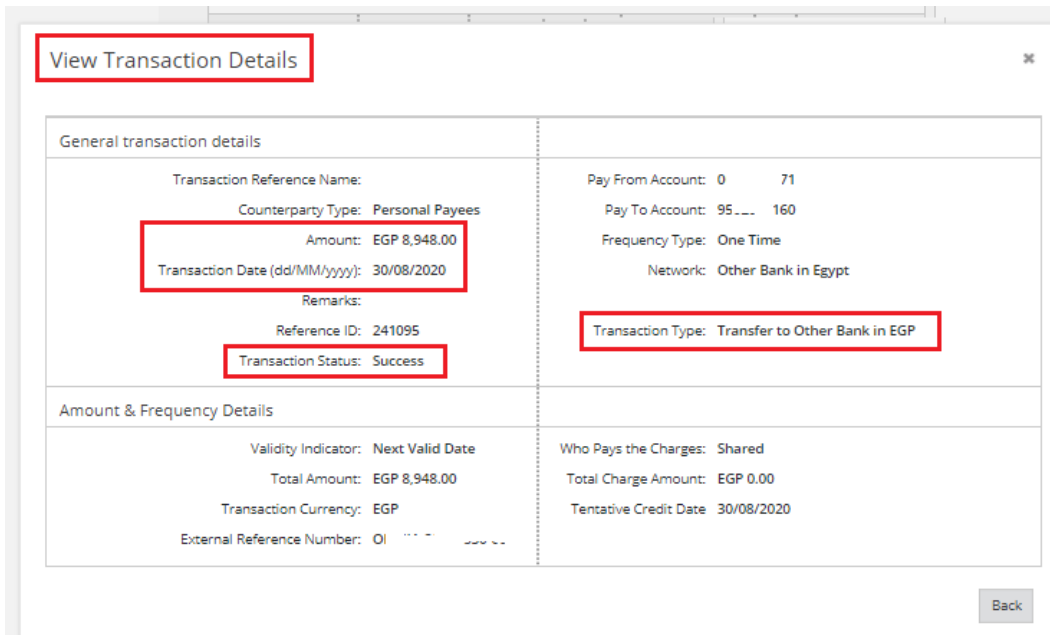 View Transaction Details
General transaction details
Transaction Reference Name:
Counterparty Type: Personal Payees
Amount: EGP 8,948.00
Transaction Date (dd/MM/yyyy): 30/08/2020
Remarks:
Reference ID: 241095
Transaction Status: Success
Pay From Account: 0 71
Pay To Account: 95 160
Frequency Type: One Time
Network: Other Bank in Egypt
Transaction Type: Transfer to Other Bank in EGP
Amount & Frequency Details
Validity Indicator: Next Valid Date
Total Amount: EGP 8,948.00
Transaction Currency: EGP
External Reference Number:
Who Pays the Charges: Shared
Total Charge Amount: EGP 0.00
Tentative Credit Date 30/08/2020
Back